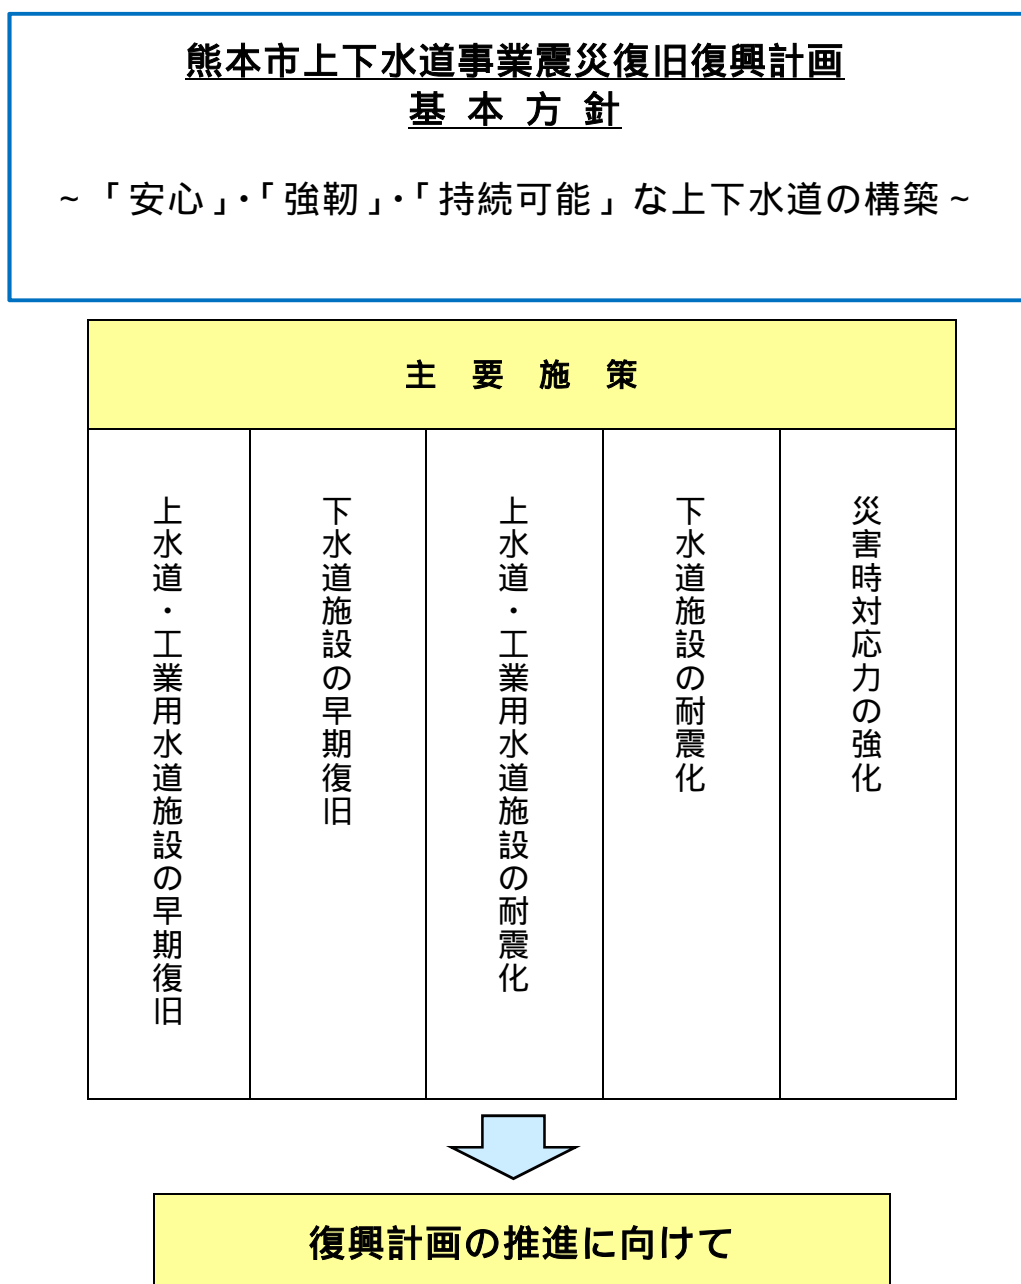 熊本市上下水道事業震災復旧復興計画
基 本 方 針
~ 「 安心 」・「 強靭 」・「 持続可能 」 な上下水道の構築 ~
主 要 施 策
上水道・工業用水道施設の早期復旧
下水道施設の早期復旧
上水道・工業用水道施設の耐震化
下水道施設の耐震化
災害時対応力の強化
復興計画の推進に向けて